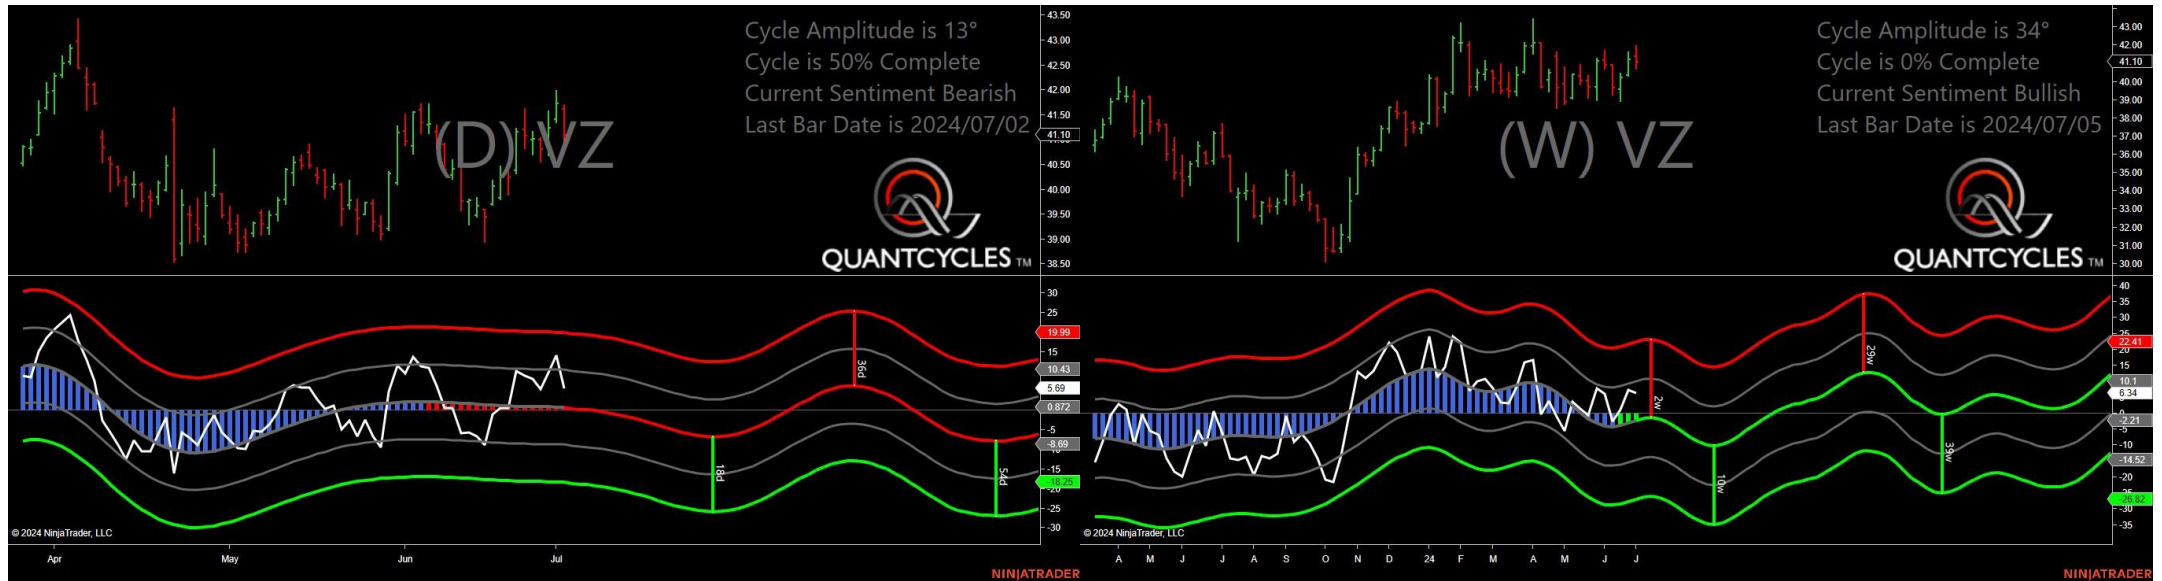 Cycle Amplitude is 13°
Cycle is 50% Complete
Current Sentiment Bearish
Last Bar Date is 2024/07/02
(D) VZ
QUANTCYCLES TM
43.50
43.00
42.50
42.00
41.50
41.10
40.50
40.00
39.50
39.00
38.50
30
25
19.99
15
10.43
5.69
0.872
-5
-8.69
-15
-18.25
-20
-25
-30
18d
36d
54d
© 2024 NinjaTrader, LLC
Apr
May
Jun
Jul
NINJATRADER
Cycle Amplitude is 34°
Cycle is 0% Complete
Current Sentiment Bullish
Last Bar Date is 2024/07/05
(W) VZ
QUANTCYCLES TM
43.00
42.00
41.10
40.00
39.00
38.00
37.00
36.00
35.00
34.00
33.00
32.00
31.00
30.00
40
35
30
22.41
20
15
10.1
6.34
-2.21
-5
-10
-14.52
-20
-26.82
-30
-35
2w
10w
29w
39w
© 2024 NinjaTrader, LLC
A M J J A S O N D 24 F M A M J J
NINJATRADER